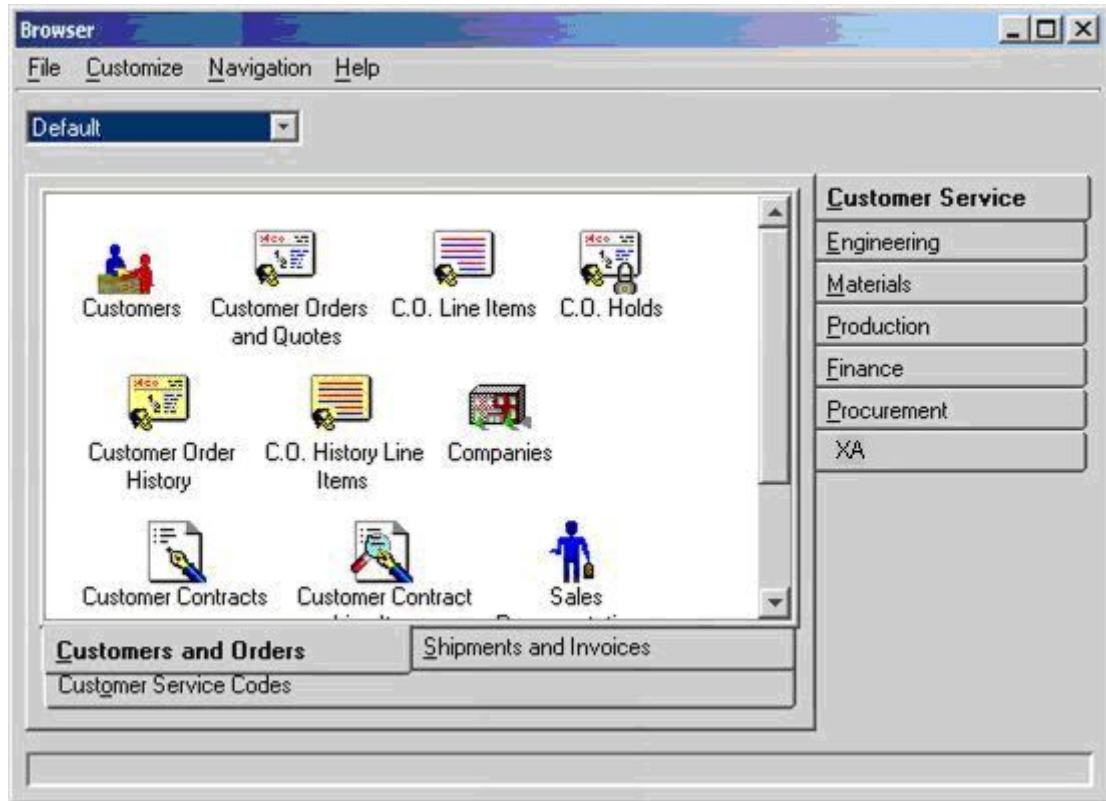 Browser
File Customize Navigation Help
Default
Customer Service
Engineering
Materials
Production
Finance
Procurement
XA
Customers
Customer Orders
and Quotes
C.O. Line Items
C.O. Holds
Customer Order
History
C.O. History Line
Items
Companies
Customer Contracts
Customer Contract
Sales
Customers and Orders
Shipments and Invoices
Customer Service Codes